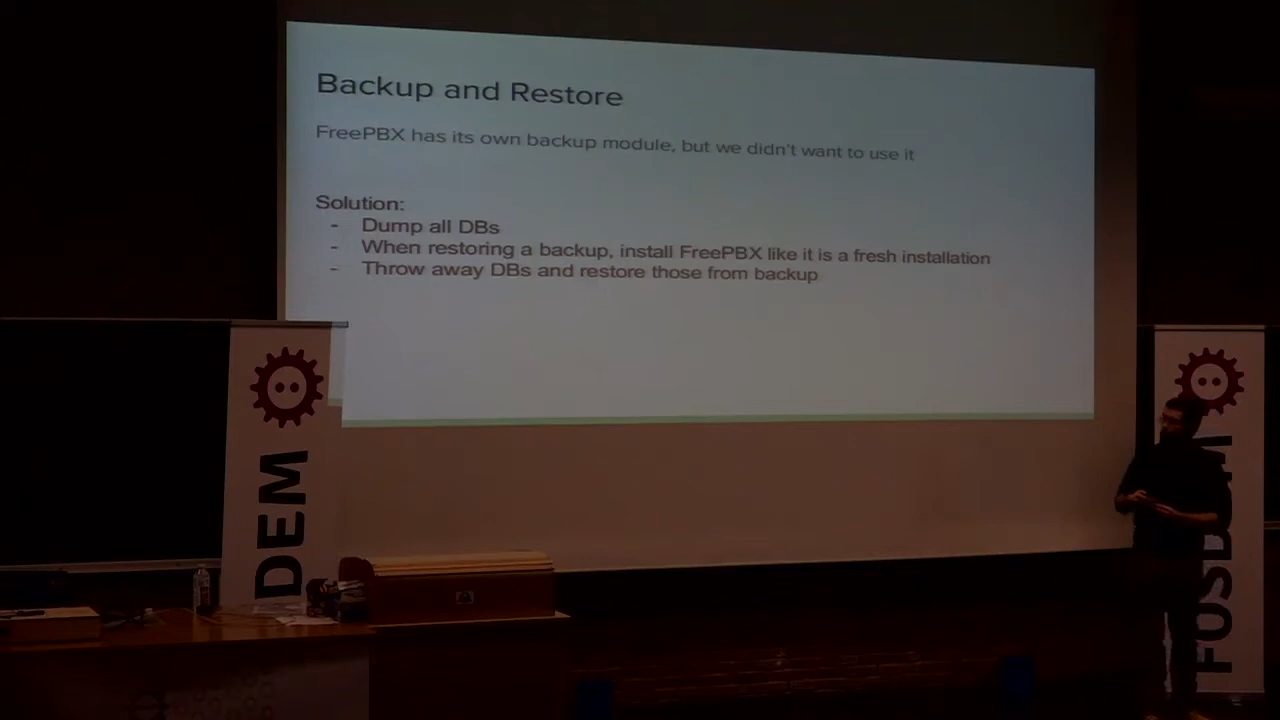 Backup and Restore
FreePBX has its own backup module, but we didn't want to use it
Solution:
- Dump all DBs
- When restoring a backup, install FreePBX like it is a fresh installation
- Throw away DBs and restore those from backup
DEM
FOSDEM